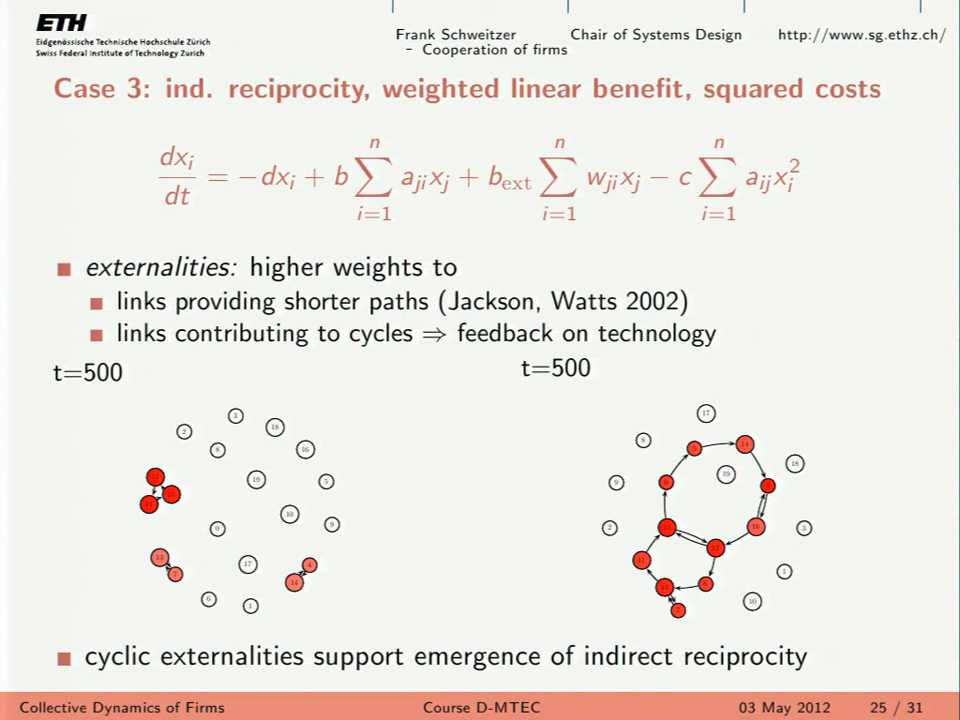 ETH
Eidgenössische Technische Hochschule Zürich
Swiss Federal Institute of Technology Zurich
Frank Schweitzer Chair of Systems Design http://www.sg.ethz.ch/
- Cooperation of firms
Case 3: ind. reciprocity, weighted linear benefit, squared costs
dx_i/dt = −dx_i + b ∑_{i=1}^{n} a_{ji}x_j + b_{ext} ∑_{i=1}^{n} w_{ji}x_j − c ∑_{i=1}^{n} a_{ij}x_i^2
externalities: higher weights to
links providing shorter paths (Jackson, Watts 2002)
links contributing to cycles ⇒ feedback on technology
t=500
t=500
cyclic externalities support emergence of indirect reciprocity
Collective Dynamics of Firms Course D-MTEC 03 May 2012 25 / 31